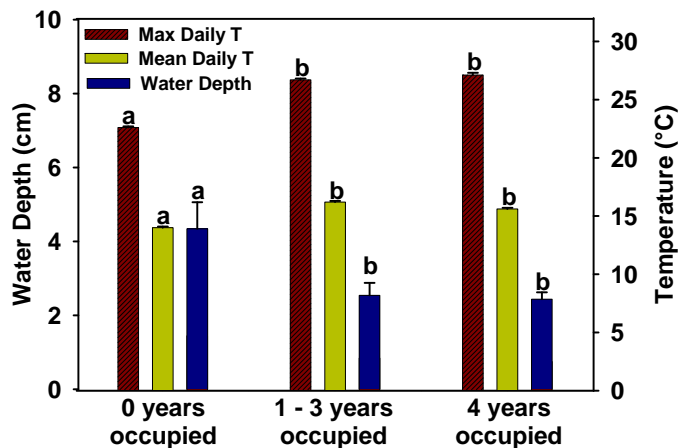 10
8
6
4
2
0
Water Depth (cm)
Max Daily T
Mean Daily T
Water Depth
a
a
a
b
b
b
b
b
b
30
25
20
15
10
5
0
Temperature (°C)
0 years
occupied
1 - 3 years
occupied
4 years
occupied